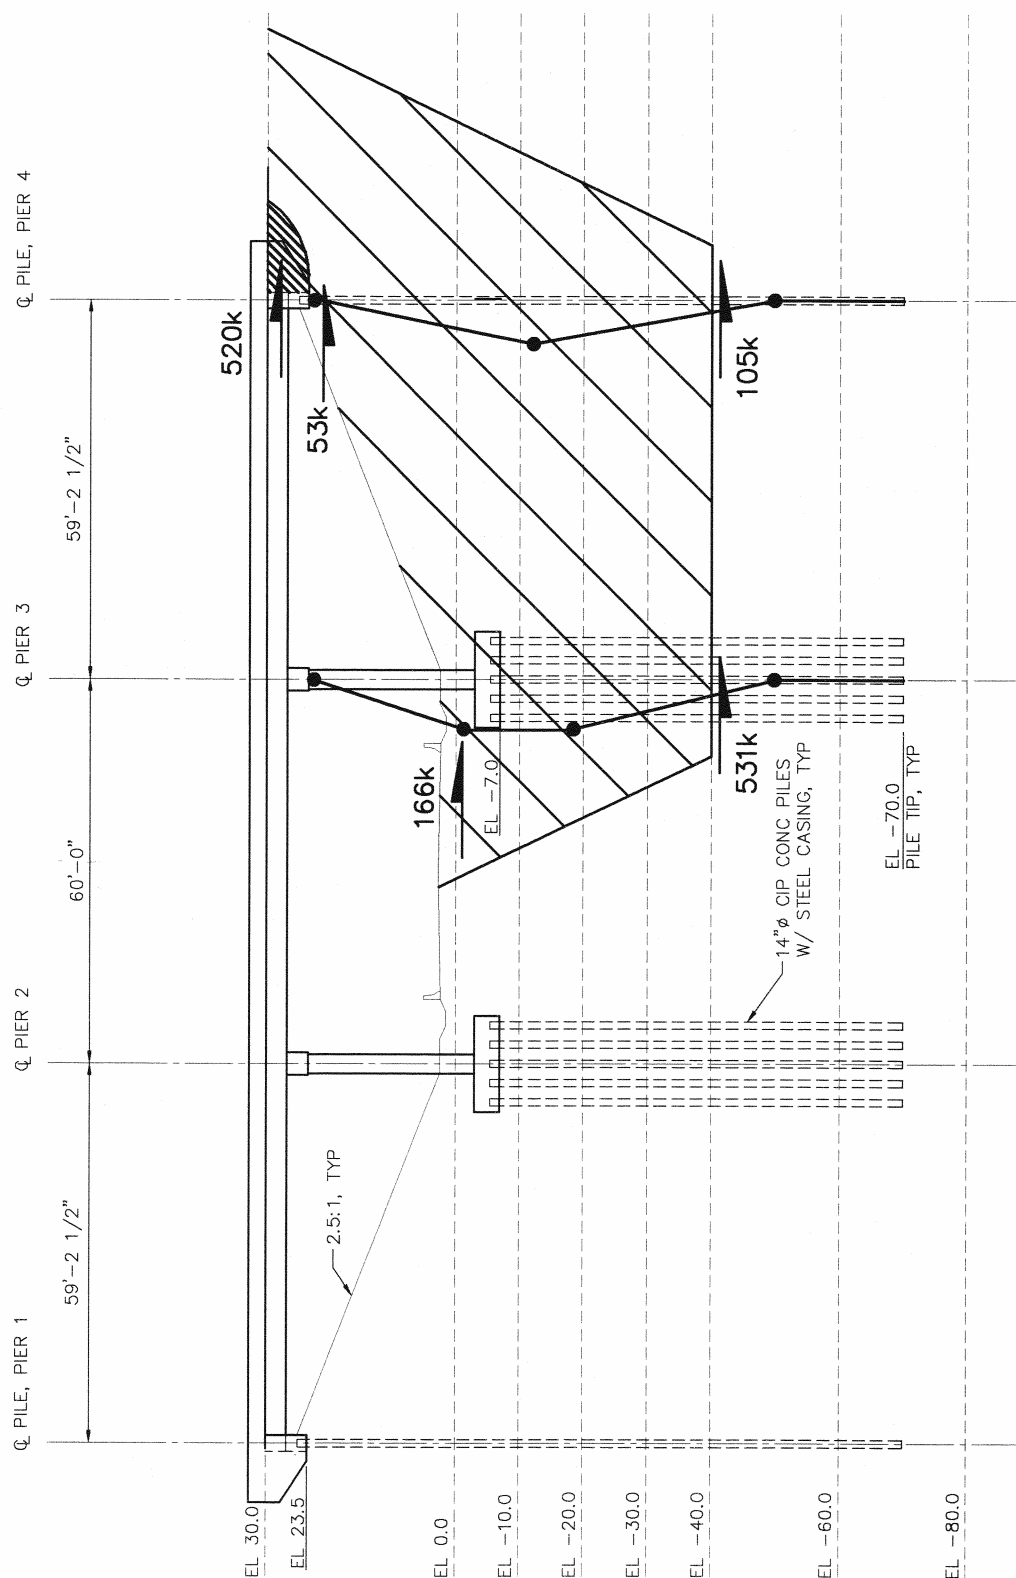 ℄ PILE, PIER 1
℄ PIER 2
℄ PIER 3
℄ PILE, PIER 4
59'-2 1/2"
60'-0"
59'-2 1/2"
520k
53k
166k
105k
531k
2.5:1, TYP
EL -7.0
14"ø CIP CONC PILES
W/ STEEL CASING, TYP
EL -70.0
PILE TIP, TYP
EL 30.0
EL 23.5
EL 0.0
EL -10.0
EL -20.0
EL -30.0
EL -40.0
EL -60.0
EL -80.0